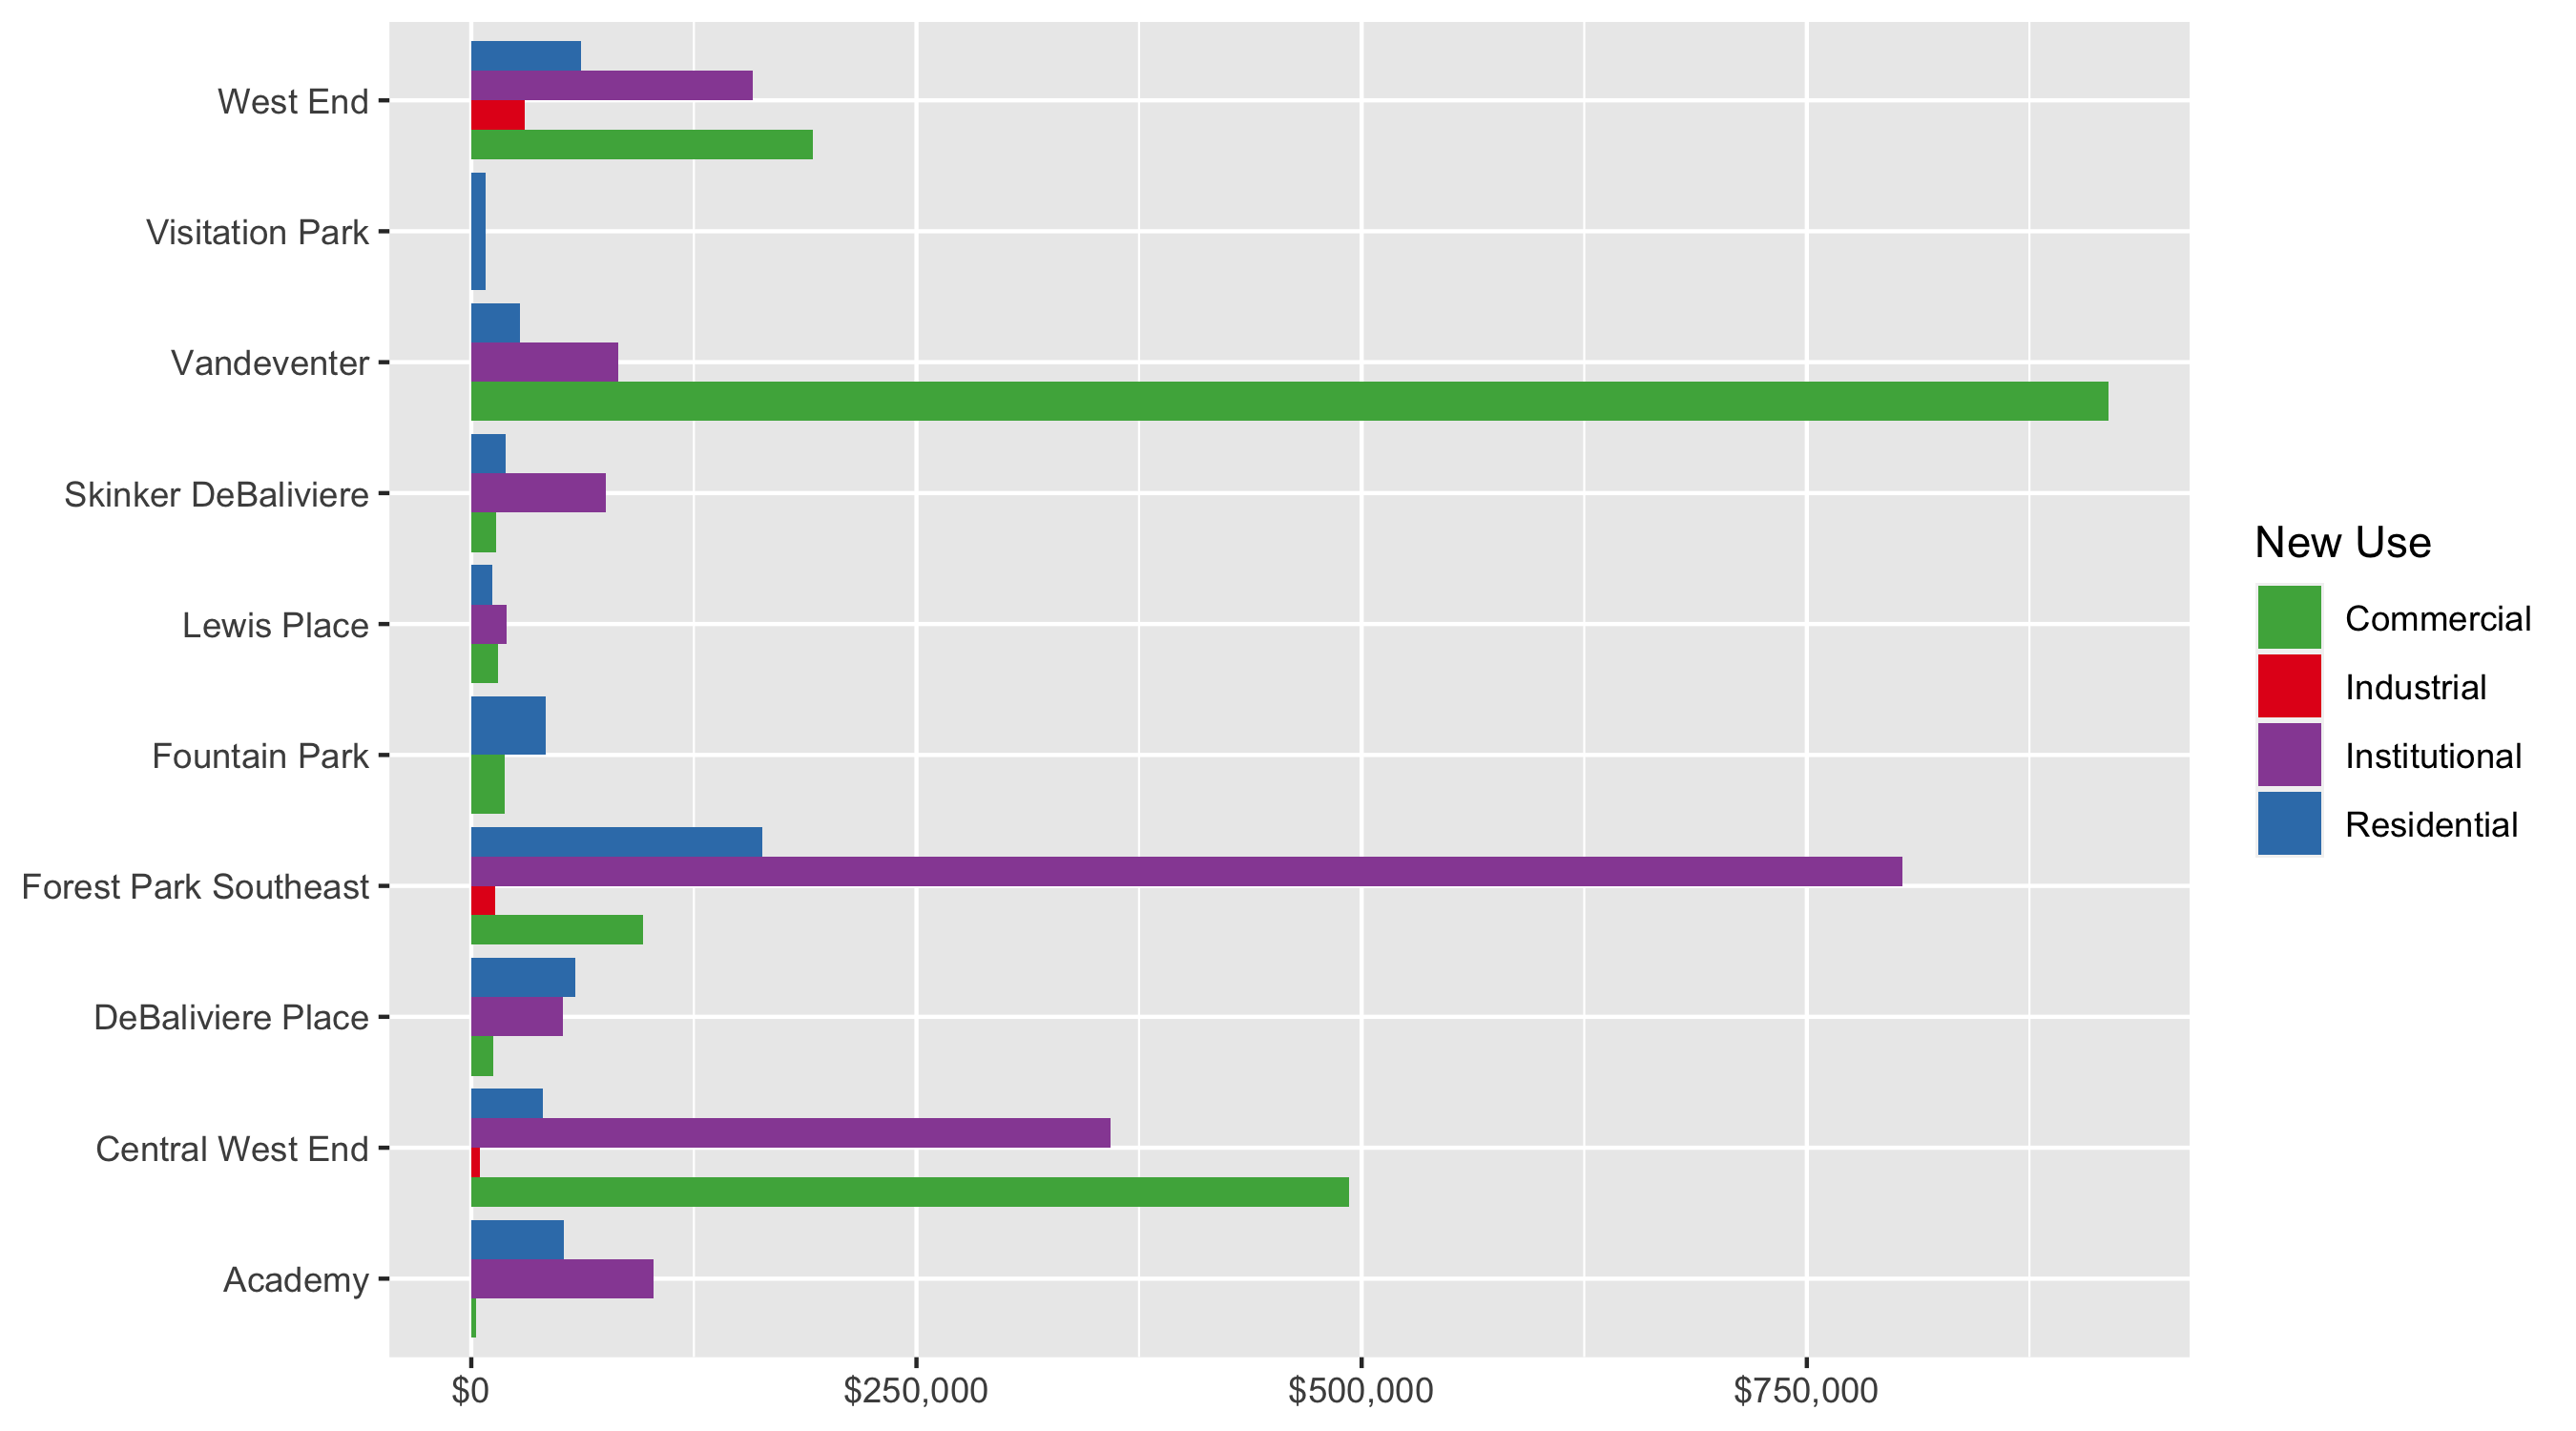 West End
Visitation Park
Vandeventer
Skinker DeBaliviere
Lewis Place
Fountain Park
Forest Park Southeast
DeBaliviere Place
Central West End
Academy
$0 $250,000 $500,000 $750,000
New Use
Commercial
Industrial
Institutional
Residential